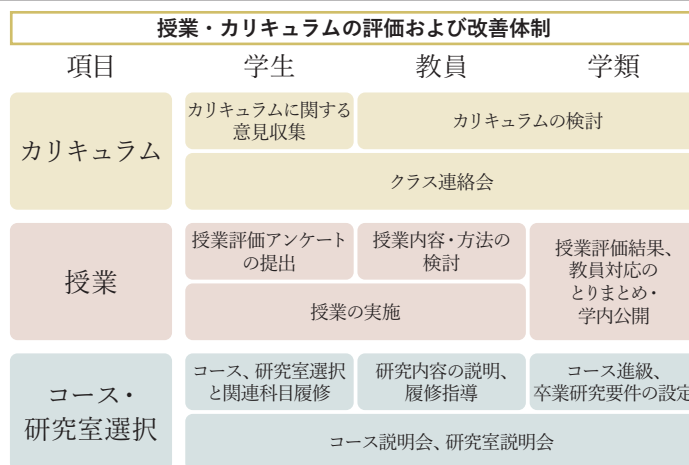 授業・カリキュラムの評価および改善体制
項目
学生
教員
学類
カリキュラム
カリキュラムに関する
意見収集
カリキュラムの検討
クラス連絡会
授業
授業評価アンケート
の提出
授業内容・方法の
検討
授業の実施
授業評価結果、
教員対応の
とりまとめ・
学内公開
コース・
研究室選択
コース、研究室選択
と関連科目履修
研究内容の説明、
履修指導
コース進級、
卒業研究要件の設定
コース説明会、研究室説明会